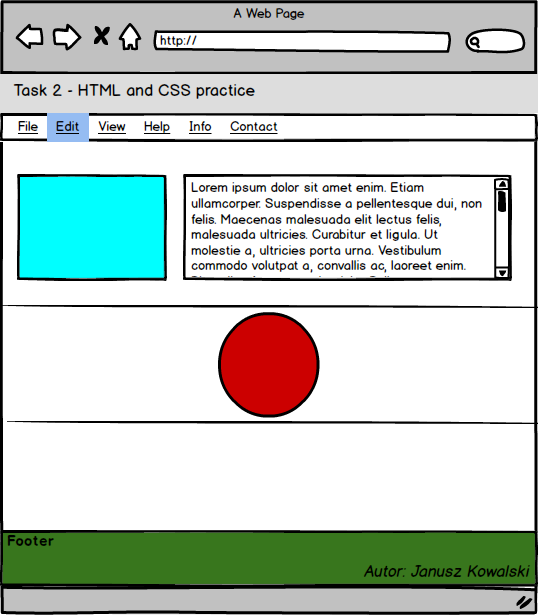 A Web Page
http://
Task 2 - HTML and CSS practice
File Edit View Help Info Contact
Lorem ipsum dolor sit amet enim. Etiam
ullamcorper. Suspendisse a pellentesque dui, non
felis. Maecenas malesuada elit lectus felis,
malesuada ultricies. Curabitur et ligula. Ut
molestie a, ultricies porta urna. Vestibulum
commodo volutpat a, convallis ac, laoreet enim.
Footer
Autor: Janusz Kowalski